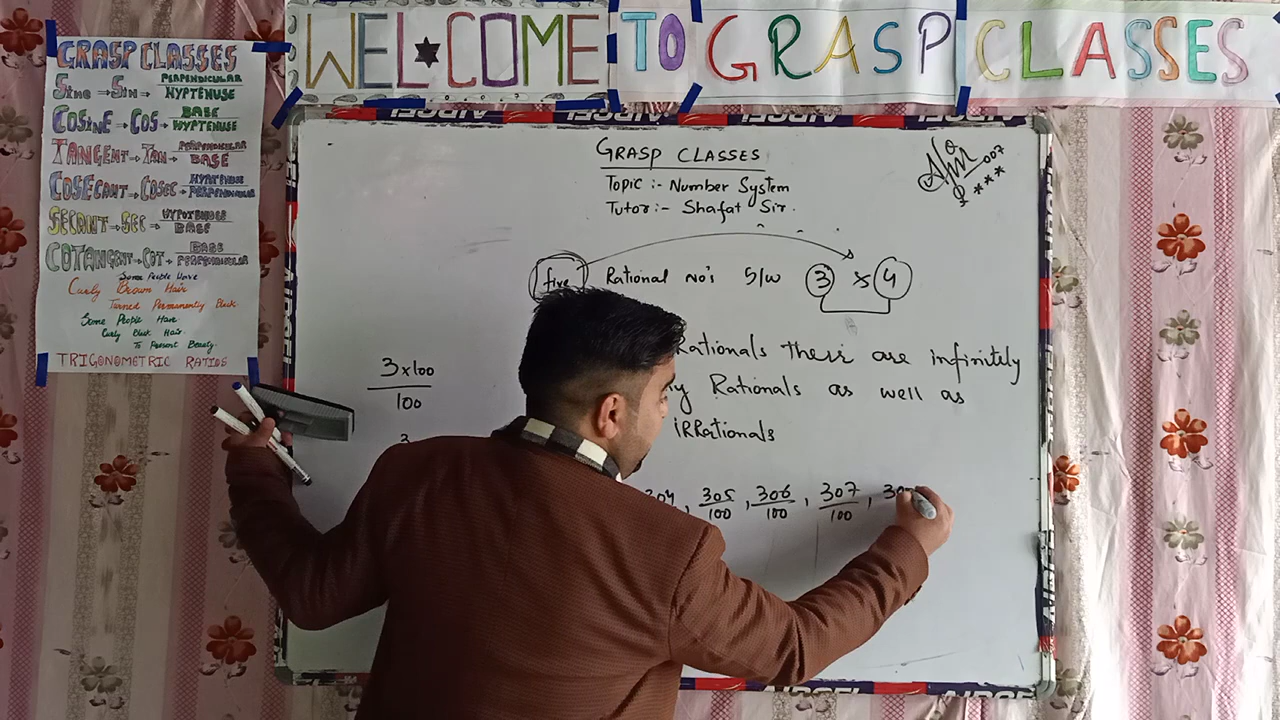 WELCOME TO GRASP CLASSES
GRASP CLASSES
Sine → Sin → PERPENDICULAR
HYPTENUSE
COSiNE → COS → BASE
HYPTENUSE
TANGENT → TAN → PERPENDICULAR
BASE
COSECANT → COSEC → HYPTENUSE
PERPENDICULAR
SECANT → SEC → HYPOTENUSE
BASE
COTANGENT → COT → BASE
PERPENDICULAR
Some People Have
Curly Brown Hair
Turned Permanently Black
Some People Have
Curly Black Hair
To Present Beauty.
TRIGONOMETRIC RATIOS
GRASP CLASSES
Topic :- Number System
Tutor :- Shafat Sir.
007
***
five Rational No's b/w 3 & 4
Rationals there are infinitely
Rationals as well as
iRRationals
3 x 100
100
3
304, 305/100, 306/100, 307/100,